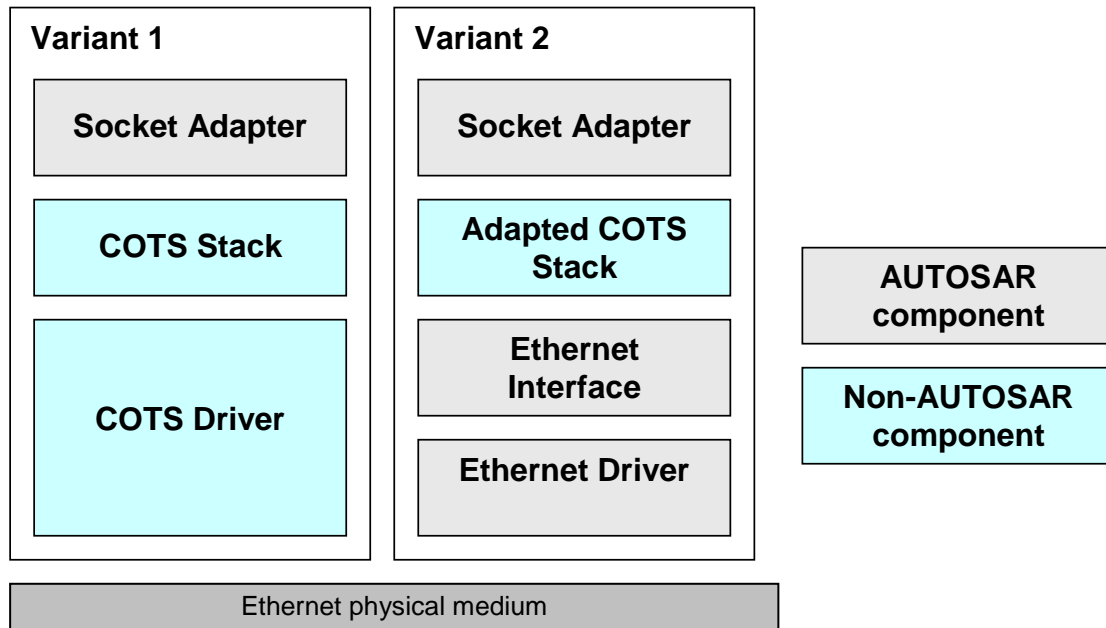 Variant 1
Socket Adapter
COTS Stack
COTS Driver
Variant 2
Socket Adapter
Adapted COTS
Stack
Ethernet
Interface
Ethernet Driver
AUTOSAR
component
Non-AUTOSAR
component
Ethernet physical medium